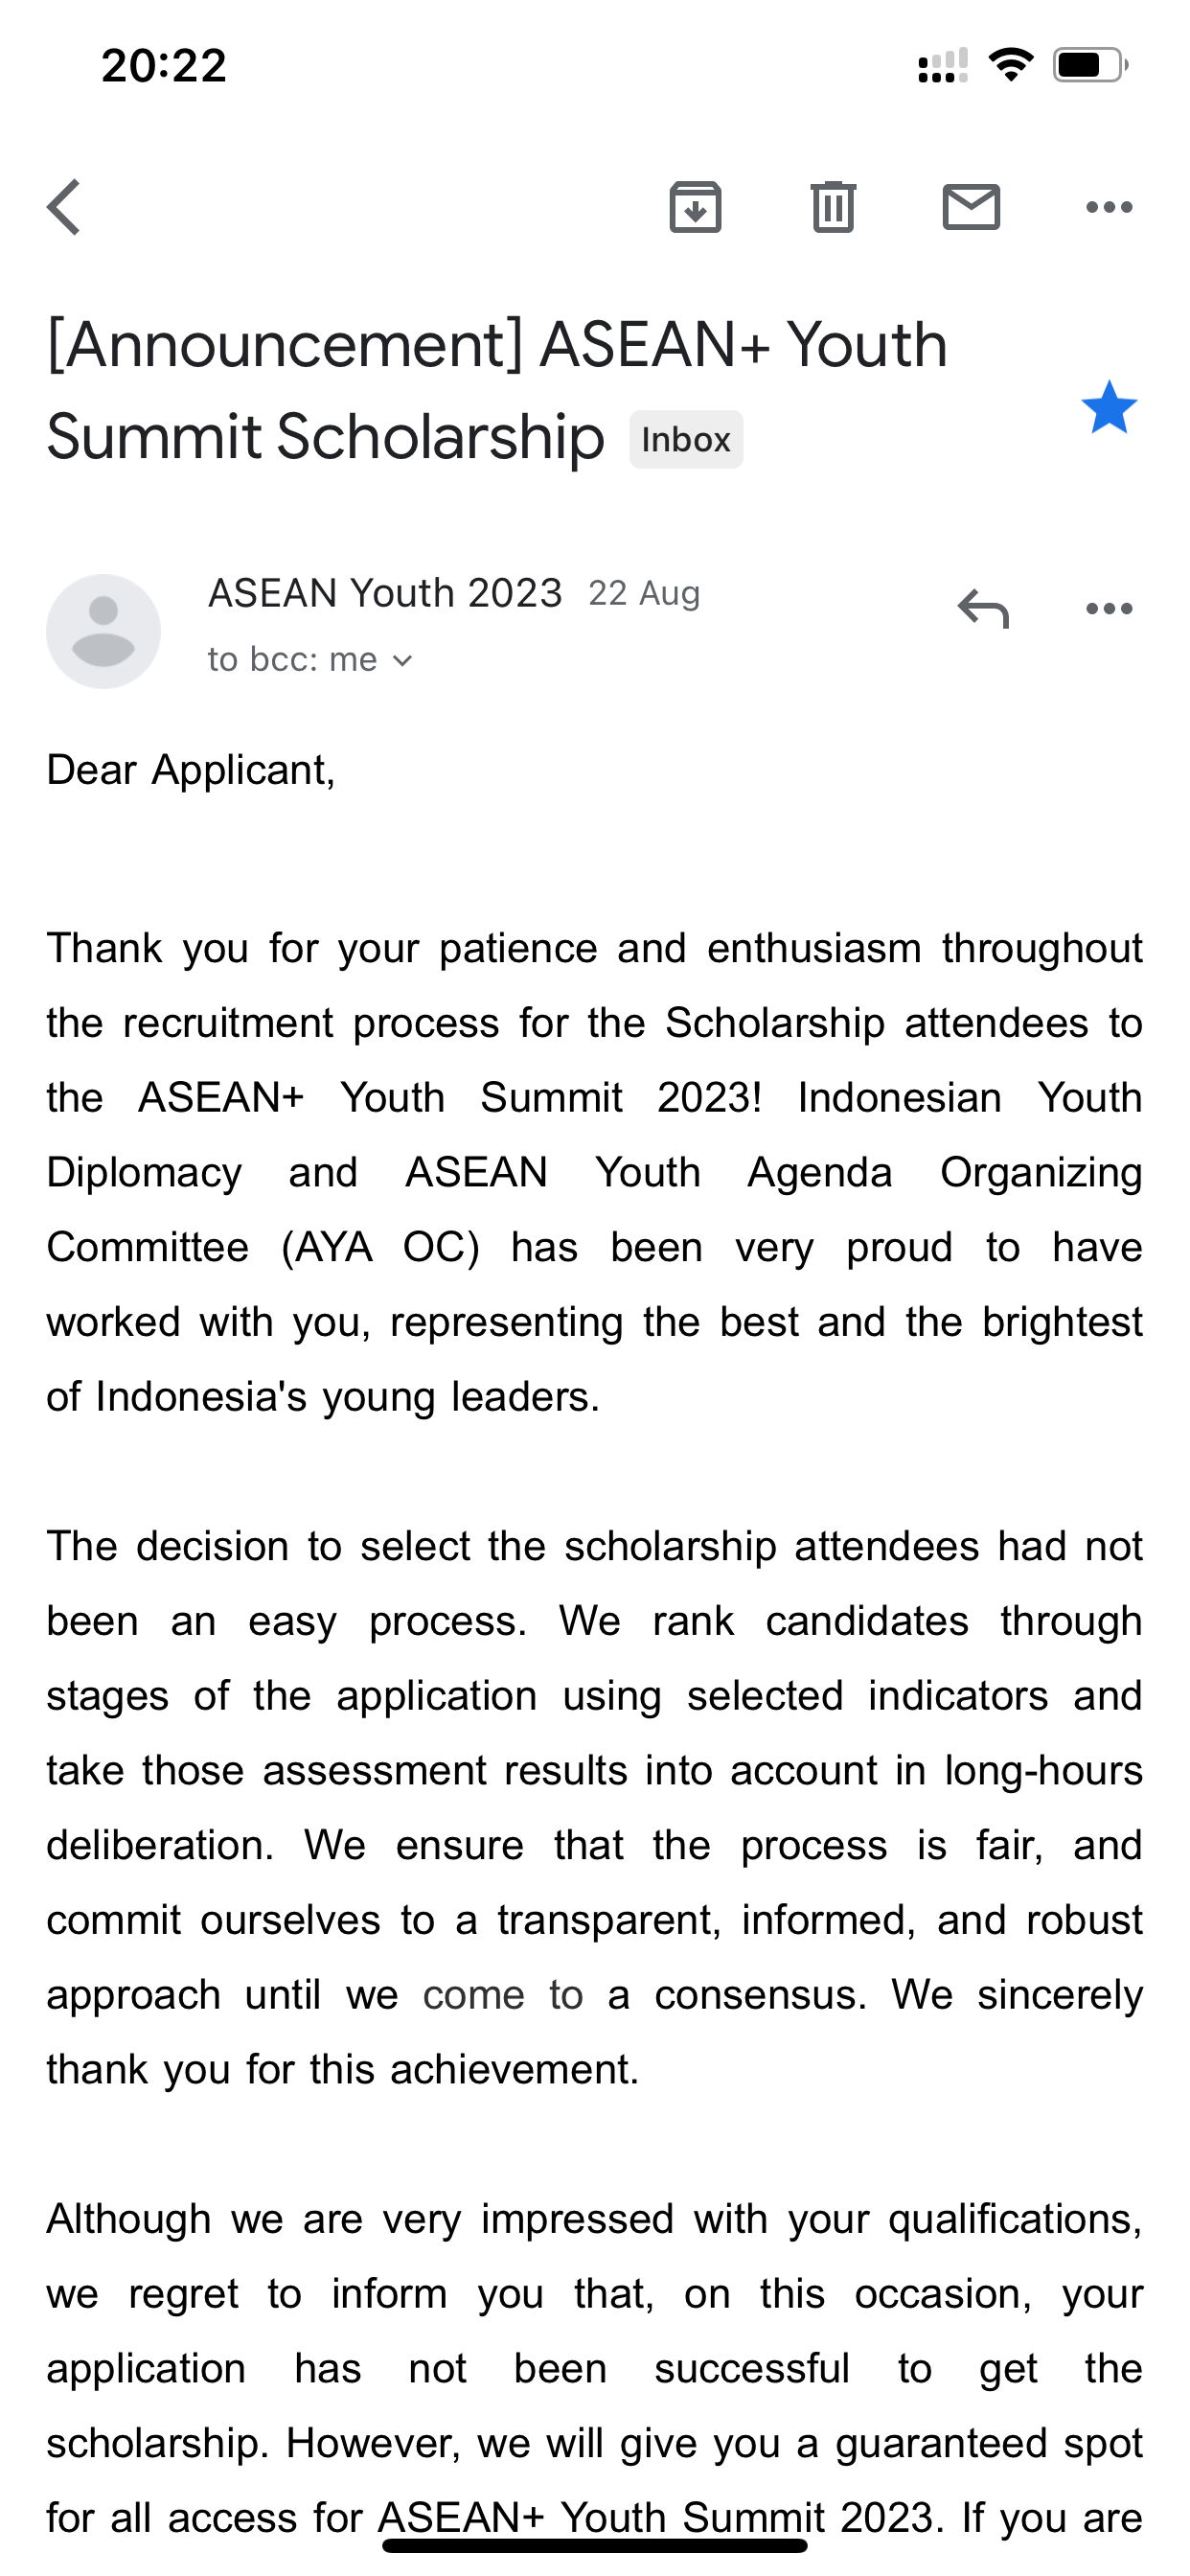 20:22
[Announcement] ASEAN+ Youth
Summit Scholarship Inbox
ASEAN Youth 2023 22 Aug
to bcc: me
Dear Applicant,
Thank you for your patience and enthusiasm throughout
the recruitment process for the Scholarship attendees to
the ASEAN+ Youth Summit 2023! Indonesian Youth
Diplomacy and ASEAN Youth Agenda Organizing
Committee (AYA OC) has been very proud to have
worked with you, representing the best and the brightest
of Indonesia's young leaders.
The decision to select the scholarship attendees had not
been an easy process. We rank candidates through
stages of the application using selected indicators and
take those assessment results into account in long-hours
deliberation. We ensure that the process is fair, and
commit ourselves to a transparent, informed, and robust
approach until we come to a consensus. We sincerely
thank you for this achievement.
Although we are very impressed with your qualifications,
we regret to inform you that, on this occasion, your
application has not been successful to get the
scholarship. However, we will give you a guaranteed spot
for all access for ASEAN+ Youth Summit 2023. If you are